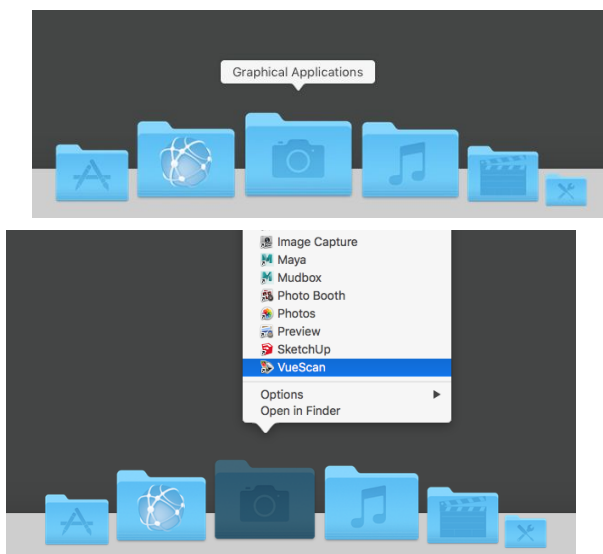 Graphical Applications
Image Capture
Maya
Mudbox
Photo Booth
Photos
Preview
SketchUp
VueScan
Options
Open in Finder